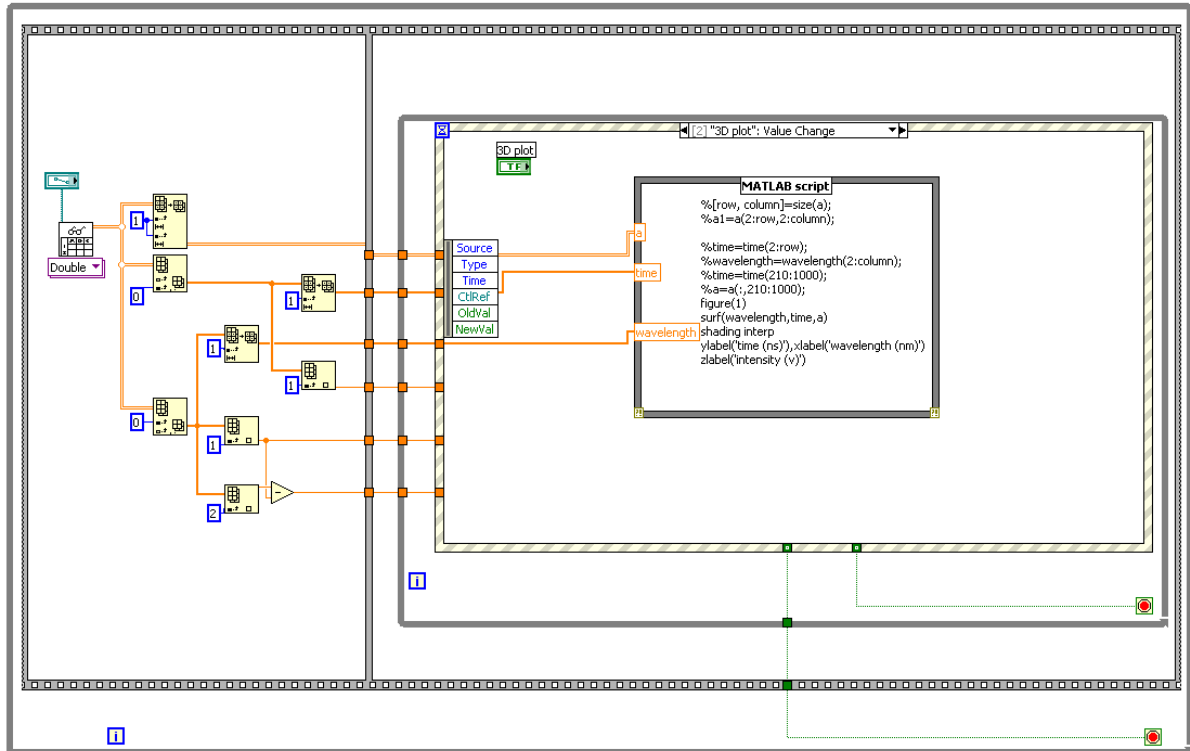 [2] "3D plot": Value Change
3D plot
TF
MATLAB script
%[row, column]=size(a);
%a1=a(2:row,2:column);
%time=time(2:row);
%wavelength=wavelength(2:column);
%time=time(210:1000);
%a=a(:,210:1000);
figure(1)
surf(wavelength,time,a)
shading interp
ylabel('time (ns)'),xlabel('wavelength (nm)')
zlabel('intensity (v)')
a
time
wavelength
Source
Type
Time
CtlRef
OldVal
NewVal
1
Double
0
1
1
1
0
1
2
i
i